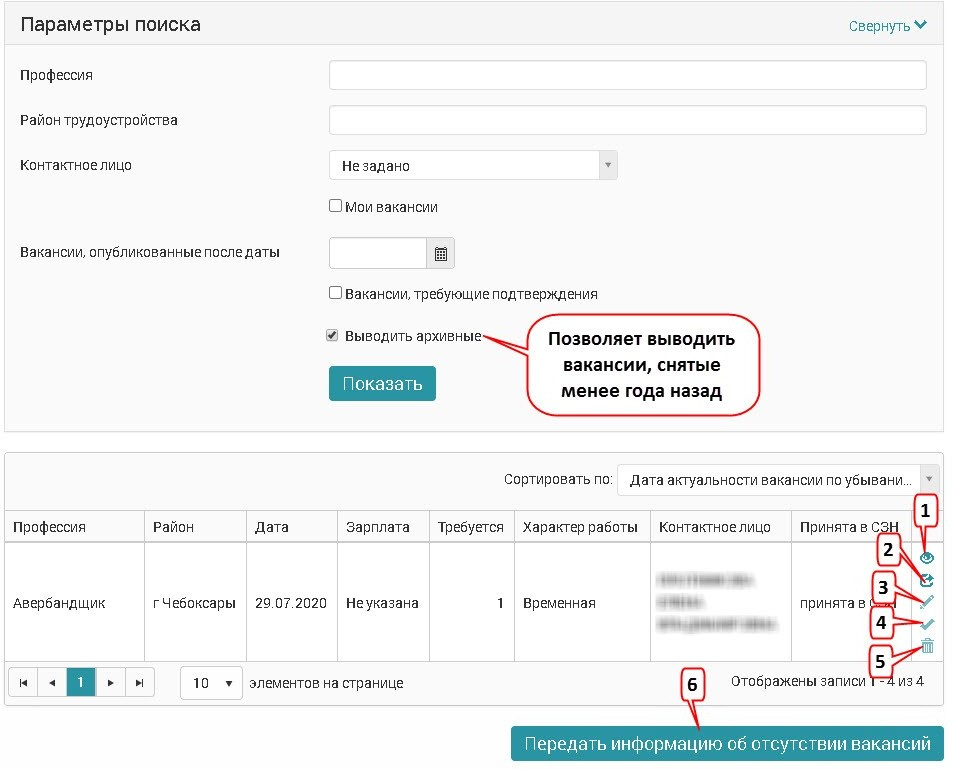 Параметры поиска
Свернуть
Профессия
Район трудоустройства
Контактное лицо
Не задано
Мои вакансии
Вакансии, опубликованные после даты
Вакансии, требующие подтверждения
Выводить архивные
Позволяет выводить
вакансии, снятые
менее года назад
Показать
Сортировать по: Дата актуальности вакансии по убывани...
Профессия Район Дата Зарплата Требуется Характер работы Контактное лицо Принята в СЗН
1
2
3
4
5
Авербандщик г Чебоксары 29.07.2020 Не указана 1 Временная принята в
1 10 элементов на странице Отображены записи 1 - 4 из 4
6
Передать информацию об отсутствии вакансий